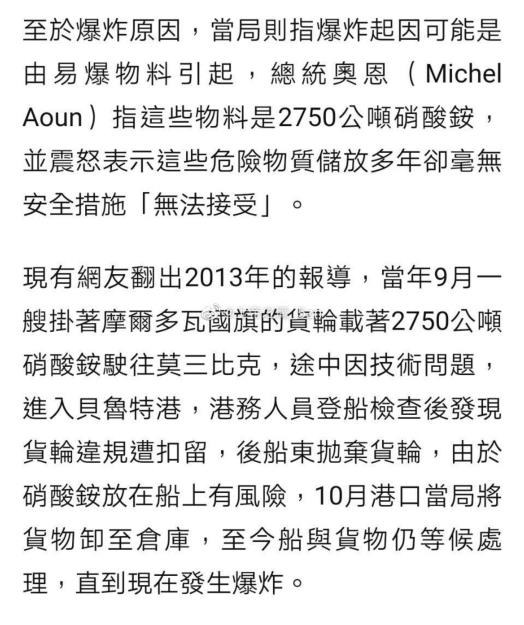 至於爆炸原因，當局則指爆炸起因可能是
由易爆物料引起，總統奧恩（Michel
Aoun）指這些物料是2750公噸硝酸銨，
並震怒表示這些危險物質儲放多年卻毫無
安全措施「無法接受」。
現有網友翻出2013年的報導，當年9月一
艘掛著摩爾多瓦國旗的貨輪載著2750公噸
硝酸銨駛往莫三比克，途中因技術問題，
進入貝魯特港，港務人員登船檢查後發現
貨輪違規遭扣留，後船東拋棄貨輪，由於
硝酸銨放在船上有風險，10月港口當局將
貨物卸至倉庫，至今船與貨物仍等候處
理，直到現在發生爆炸。